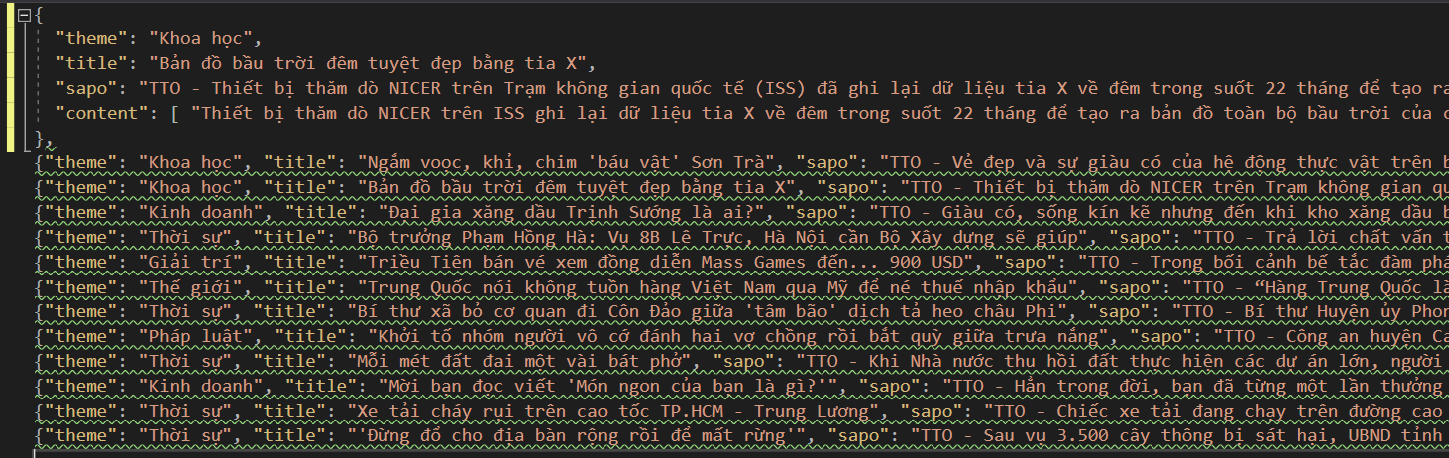 {
"theme": "Khoa học",
"title": "Bản đồ bầu trời đêm tuyệt đẹp bằng tia X",
"sapo": "TTO - Thiết bị thăm dò NICER trên Trạm không gian quốc tế (ISS) đã ghi lại dữ liệu tia X về đêm trong suốt 22 tháng để tạo ra
"content": [ "Thiết bị thăm dò NICER trên ISS ghi lại dữ liệu tia X về đêm trong suốt 22 tháng để tạo ra bản đồ toàn bộ bầu trời của
},
{"theme": "Khoa học", "title": "Ngắm voọc, khỉ, chim 'báu vật' Sơn Trà", "sapo": "TTO - Vẻ đẹp và sự giàu có của hệ động thực vật trên
{"theme": "Khoa học", "title": "Bản đồ bầu trời đêm tuyệt đẹp bằng tia X", "sapo": "TTO - Thiết bị thăm dò NICER trên Trạm không gian
{"theme": "Kinh doanh", "title": "Đại gia xăng dầu Trịnh Sướng là ai?", "sapo": "TTO - Giàu có, sống kín kẽ nhưng đến khi kho xăng dầu
{"theme": "Thời sự", "title": "Bộ trưởng Phạm Hồng Hà: Vụ 8B Lê Trực, Hà Nội cần Bộ Xây dựng sẽ giúp", "sapo": "TTO - Trả lời chất vấn
{"theme": "Giải trí", "title": "Triều Tiên bán vé xem đồng diễn Mass Games đến... 900 USD", "sapo": "TTO - Trong bối cảnh bế tắc đàm
{"theme": "Thế giới", "title": "Trung Quốc nói không tuồn hàng Việt Nam qua Mỹ để né thuế nhập khẩu", "sapo": "TTO - “Hàng Trung Quốc
{"theme": "Thời sự", "title": "Bí thư xã bỏ cơ quan đi Côn Đảo giữa 'tâm bão' dịch tả heo châu Phi", "sapo": "TTO - Bí thư Huyện ủy
{"theme": "Pháp luật", "title": "Khởi tố nhóm người vô cớ đánh hai vợ chồng rồi bắt quỳ giữa trưa nắng", "sapo": "TTO - Công an huyện
{"theme": "Thời sự", "title": "Mỗi mét đất đai một vài bát phở", "sapo": "TTO - Khi Nhà nước thu hồi đất thực hiện các dự án lớn, người
{"theme": "Kinh doanh", "title": "Mời bạn đọc viết 'Món ngon của bạn là gì?'", "sapo": "TTO - Hẳn trong đời, bạn đã từng một lần thưởng
{"theme": "Thời sự", "title": "Xe tải cháy rụi trên cao tốc TP.HCM - Trung Lương", "sapo": "TTO - Chiếc xe tải đang chạy trên đường cao
{"theme": "Thời sự", "title": "'Đừng đổ cho địa bàn rộng rồi để mất rừng'", "sapo": "TTO - Sau vụ 3.500 cây thông bị sát hại, UBND tỉnh